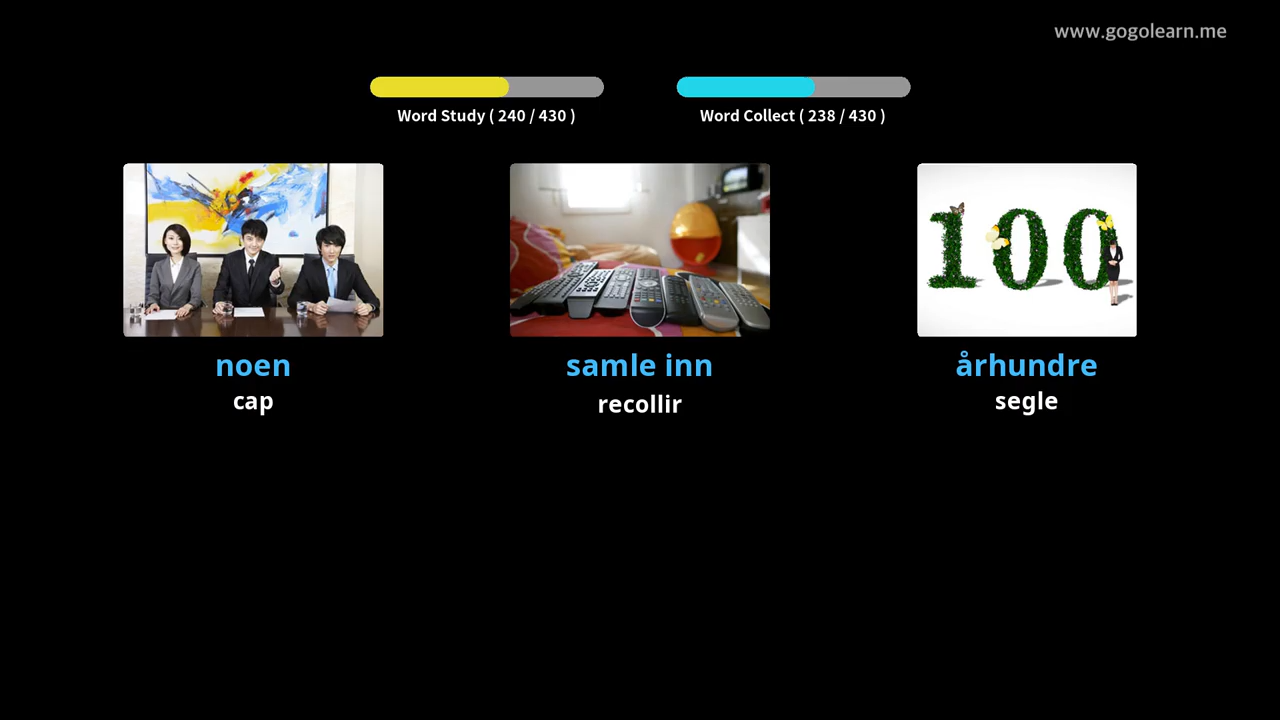 www.gogolearn.me
Word Study ( 240 / 430 )
Word Collect ( 238 / 430 )
noen
cap
samle inn
recollir
100
århundre
segle